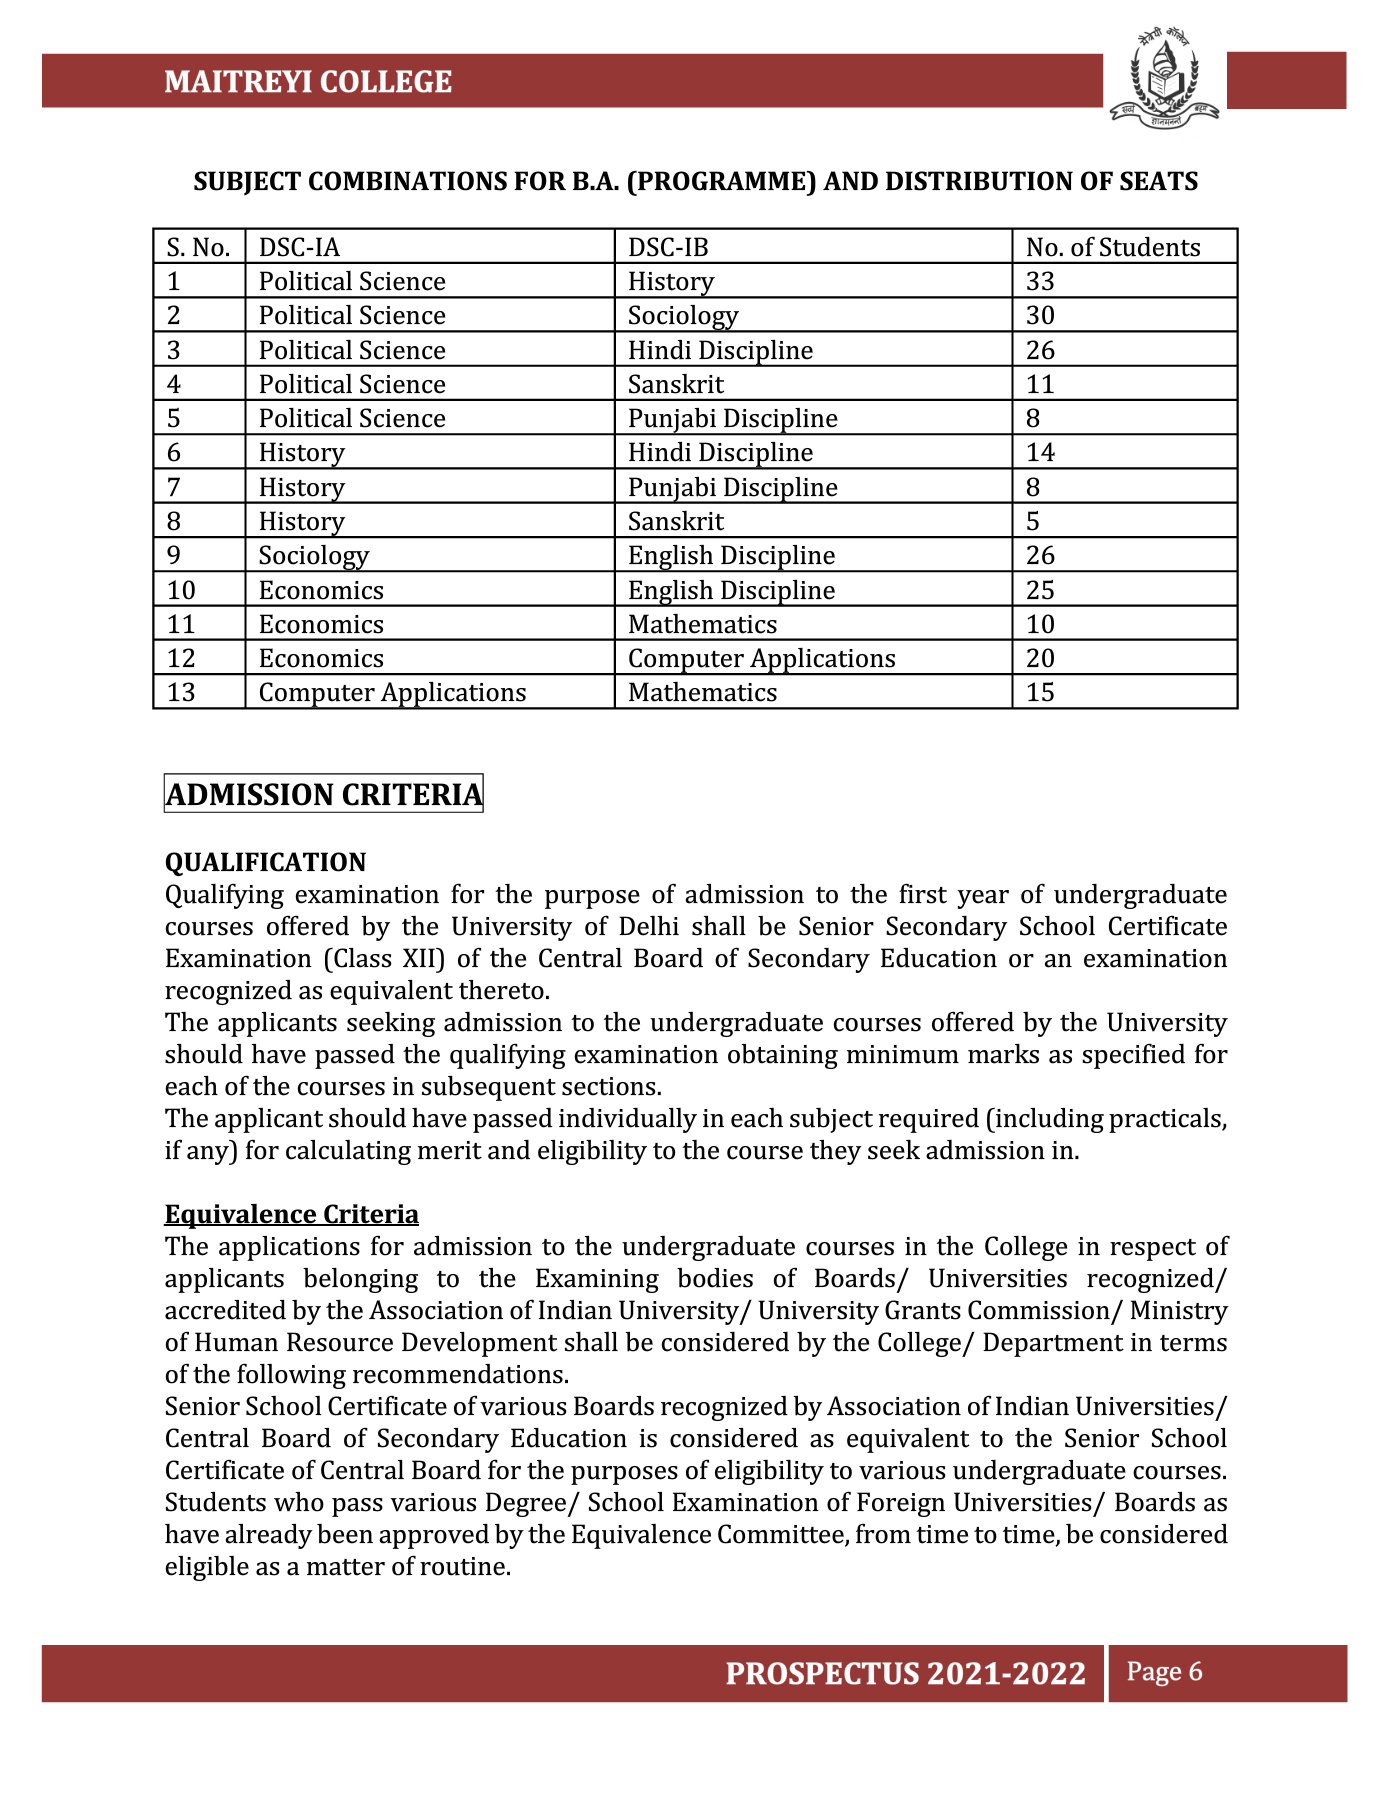 MAITREYI COLLEGE
मैत्रेयी कॉलेज
सत्यं ज्ञानमनन्तं ब्रह्म
SUBJECT COMBINATIONS FOR B.A. (PROGRAMME) AND DISTRIBUTION OF SEATS
S. No. DSC-IA DSC-IB No. of Students
1 Political Science History 33
2 Political Science Sociology 30
3 Political Science Hindi Discipline 26
4 Political Science Sanskrit 11
5 Political Science Punjabi Discipline 8
6 History Hindi Discipline 14
7 History Punjabi Discipline 8
8 History Sanskrit 5
9 Sociology English Discipline 26
10 Economics English Discipline 25
11 Economics Mathematics 10
12 Economics Computer Applications 20
13 Computer Applications Mathematics 15
ADMISSION CRITERIA
QUALIFICATION
Qualifying examination for the purpose of admission to the first year of undergraduate
courses offered by the University of Delhi shall be Senior Secondary School Certificate
Examination (Class XII) of the Central Board of Secondary Education or an examination
recognized as equivalent thereto.
The applicants seeking admission to the undergraduate courses offered by the University
should have passed the qualifying examination obtaining minimum marks as specified for
each of the courses in subsequent sections.
The applicant should have passed individually in each subject required (including practicals,
if any) for calculating merit and eligibility to the course they seek admission in.
Equivalence Criteria
The applications for admission to the undergraduate courses in the College in respect of
applicants belonging to the Examining bodies of Boards/ Universities recognized/
accredited by the Association of Indian University/ University Grants Commission/ Ministry
of Human Resource Development shall be considered by the College/ Department in terms
of the following recommendations.
Senior School Certificate of various Boards recognized by Association of Indian Universities/
Central Board of Secondary Education is considered as equivalent to the Senior School
Certificate of Central Board for the purposes of eligibility to various undergraduate courses.
Students who pass various Degree/ School Examination of Foreign Universities/ Boards as
have already been approved by the Equivalence Committee, from time to time, be considered
eligible as a matter of routine.
PROSPECTUS 2021-2022 Page 6